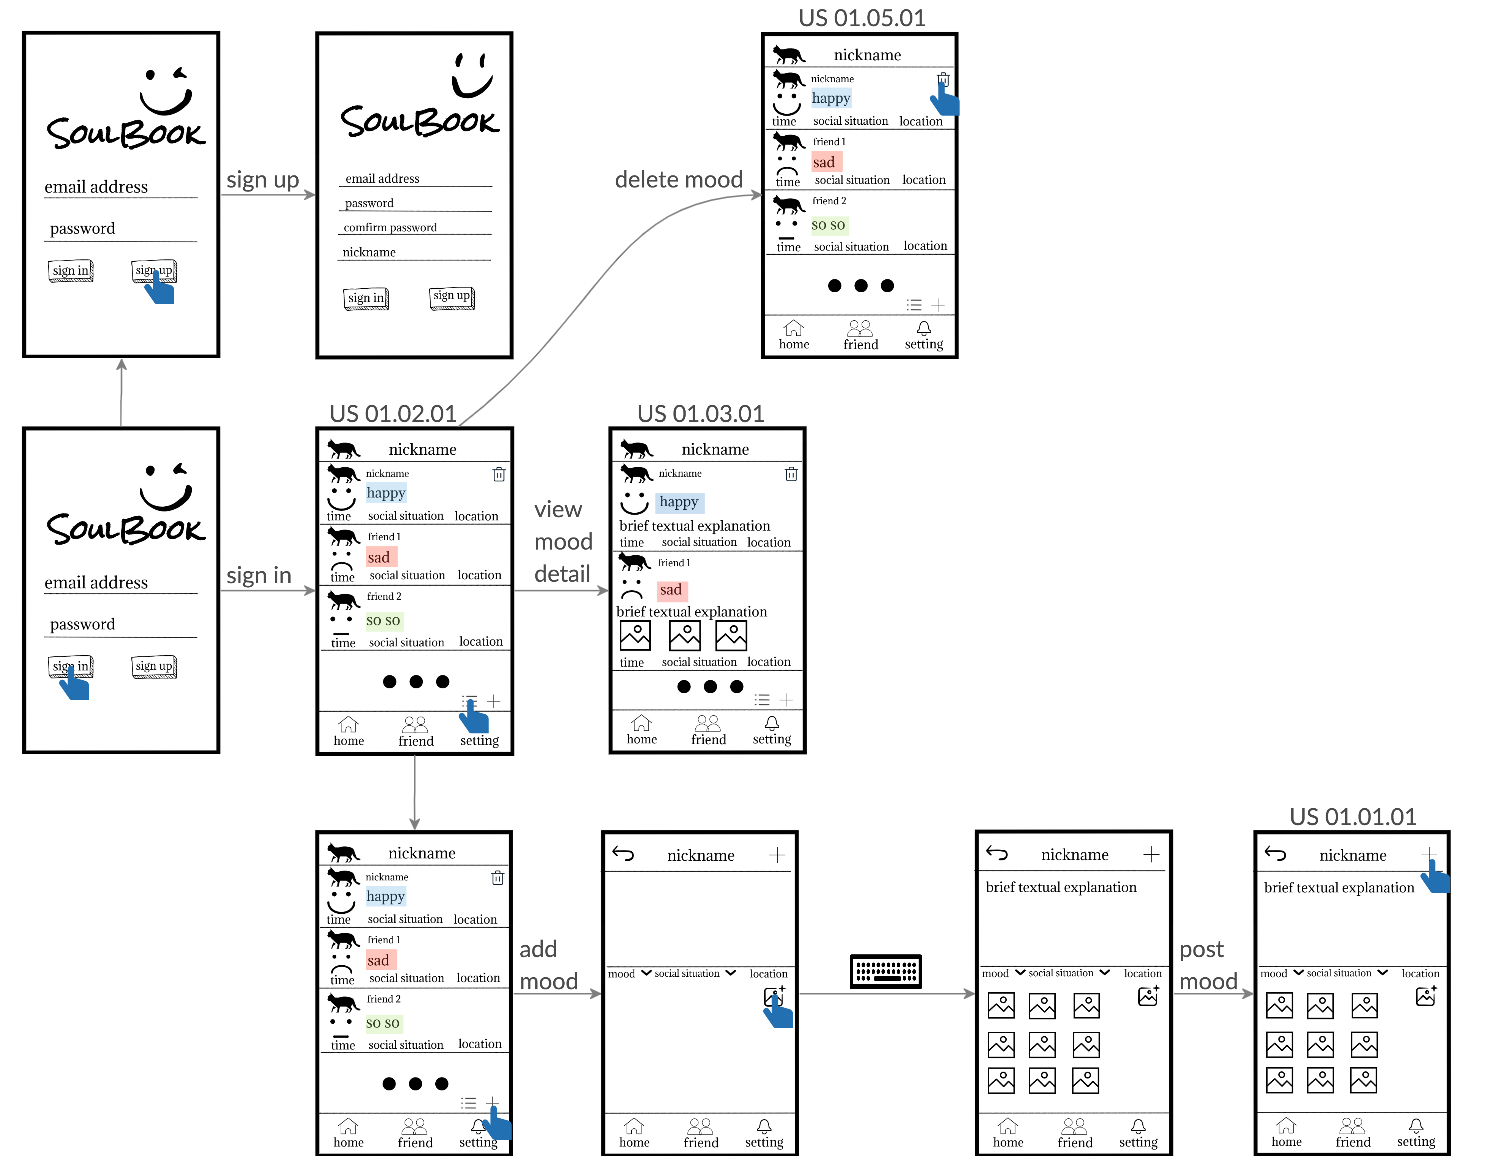 US 01.05.01
SoulBook
email address
password
sign in
sign up
sign up
SoulBook
email address
password
comfirm password
nickname
sign in
sign up
delete mood
nickname
nickname
happy
time
social situation
location
friend 1
sad
time
social situation
location
friend 2
so so
time
social situation
location
home
friend
setting
SoulBook
email address
password
sign in
sign up
sign in
US 01.02.01
nickname
nickname
happy
time
social situation
location
friend 1
sad
time
social situation
location
friend 2
so so
time
social situation
location
home
friend
setting
view
mood
detail
US 01.03.01
nickname
nickname
happy
brief textual explanation
time
social situation
location
friend 1
sad
brief textual explanation
time
social situation
location
home
friend
setting
nickname
nickname
happy
time
social situation
location
friend 1
sad
time
social situation
location
friend 2
so so
time
social situation
location
home
friend
setting
add
mood
nickname
mood
social situation
location
home
friend
setting
nickname
brief textual explanation
mood
social situation
location
home
friend
setting
post
mood
US 01.01.01
nickname
brief textual explanation
mood
social situation
location
home
friend
setting